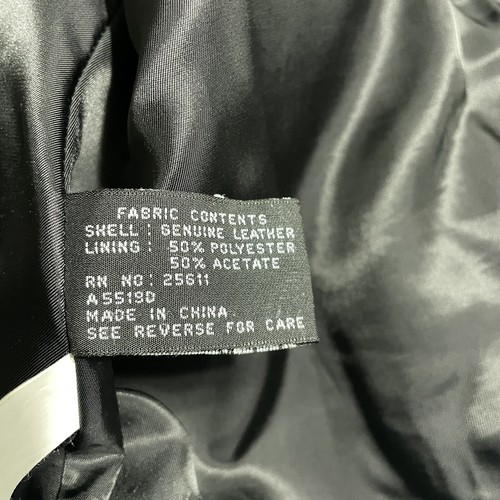 FABRIC CONTENTS
SHELL: GENUINE LEATHER
LINING: 50% POLYESTER
50% ACETATE
RN NO: 25611
A5519D
MADE IN CHINA
SEE REVERSE FOR CARE